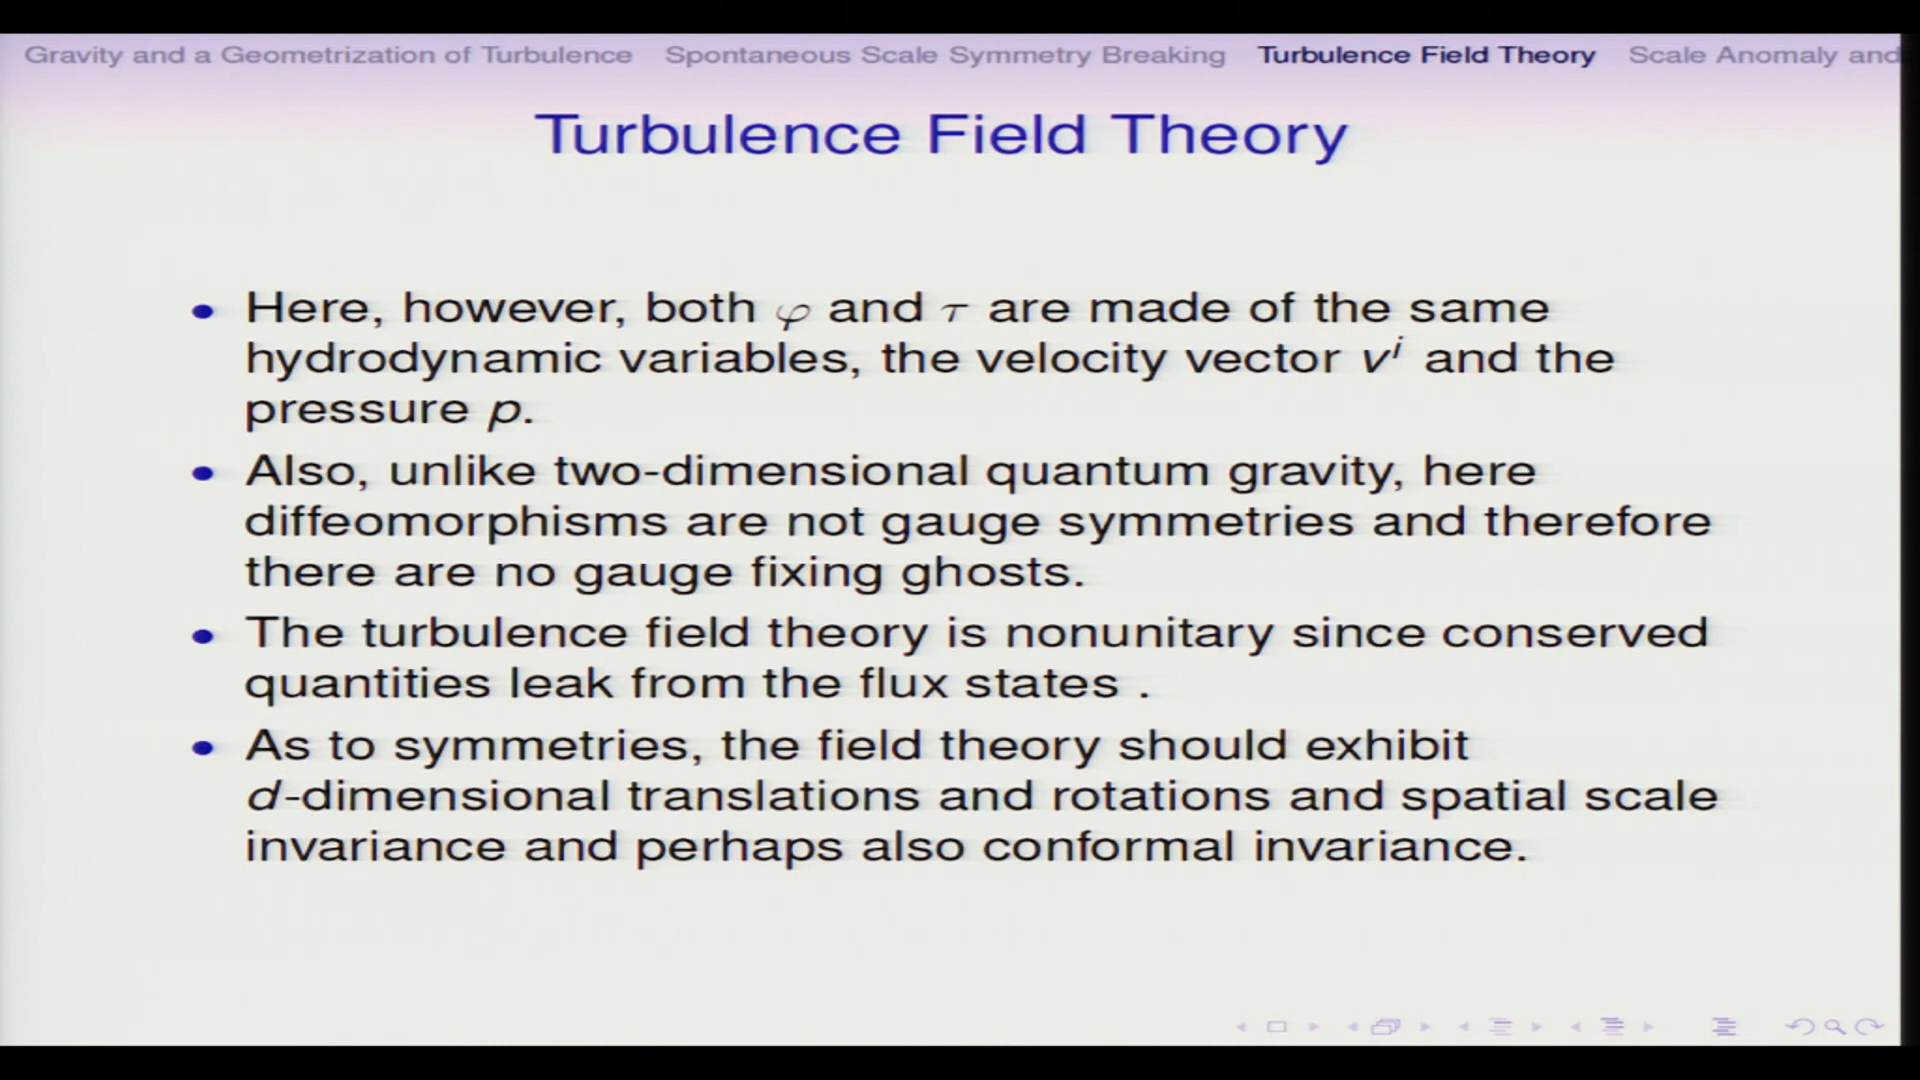 Gravity and a Geometrization of Turbulence Spontaneous Scale Symmetry Breaking Turbulence Field Theory Scale Anomaly and
Turbulence Field Theory
• Here, however, both φ and τ are made of the same
hydrodynamic variables, the velocity vector vⁱ and the
pressure p.
• Also, unlike two-dimensional quantum gravity, here
diffeomorphisms are not gauge symmetries and therefore
there are no gauge fixing ghosts.
• The turbulence field theory is nonunitary since conserved
quantities leak from the flux states .
• As to symmetries, the field theory should exhibit
d-dimensional translations and rotations and spatial scale
invariance and perhaps also conformal invariance.